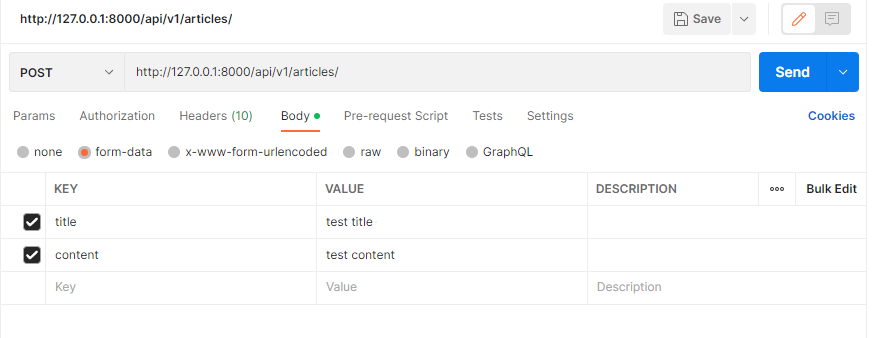 http://127.0.0.1:8000/api/v1/articles/ Save
POST http://127.0.0.1:8000/api/v1/articles/ Send
Params Authorization Headers (10) Body Pre-request Script Tests Settings Cookies
none form-data x-www-form-urlencoded raw binary GraphQL
KEY VALUE DESCRIPTION Bulk Edit
title test title
content test content
Key Value Description